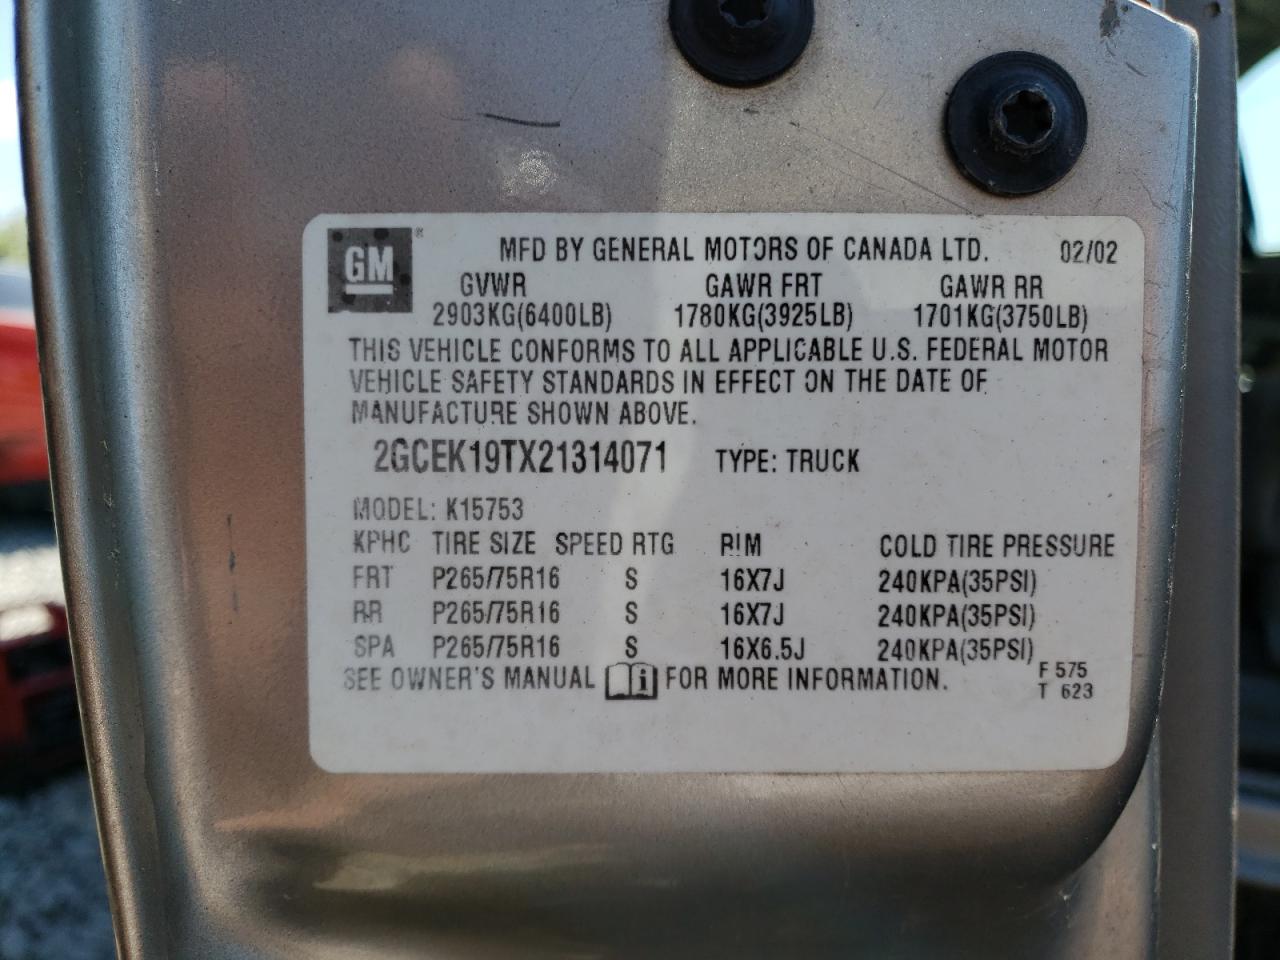 GM® MFD BY GENERAL MOTORS OF CANADA LTD. 02/02
GVWR GAWR FRT GAWR RR
2903KG(6400LB) 1780KG(3925LB) 1701KG(3750LB)
THIS VEHICLE CONFORMS TO ALL APPLICABLE U.S. FEDERAL MOTOR
VEHICLE SAFETY STANDARDS IN EFFECT ON THE DATE OF
MANUFACTURE SHOWN ABOVE.
2GCEK19TX21314071 TYPE: TRUCK
MODEL: K15753
KPHC TIRE SIZE SPEED RTG RIM COLD TIRE PRESSURE
FRT P265/75R16 S 16X7J 240KPA(35PSI)
RR P265/75R16 S 16X7J 240KPA(35PSI)
SPA P265/75R16 S 16X6.5J 240KPA(35PSI)
SEE OWNER'S MANUAL i FOR MORE INFORMATION. F 575
T 623